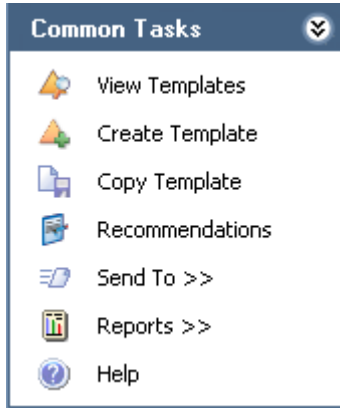 Common Tasks
View Templates
Create Template
Copy Template
Recommendations
Send To >>
Reports >>
Help